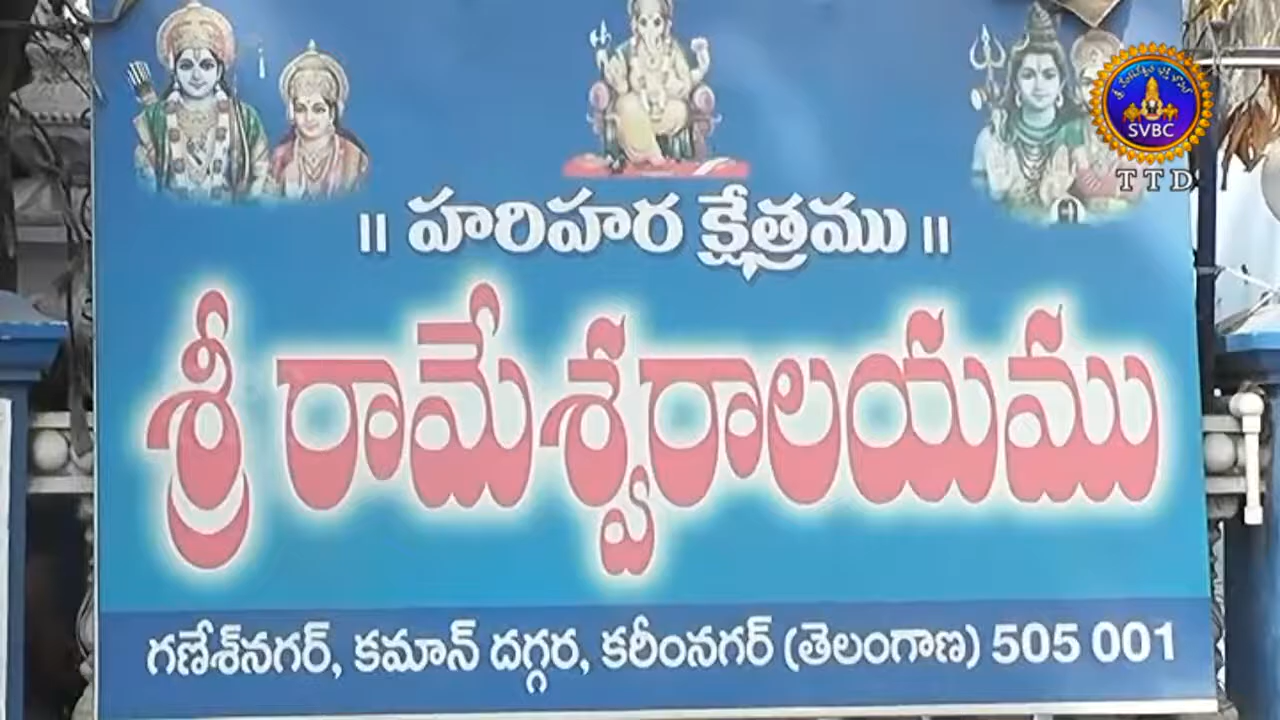 ॥ హరిహర క్షేత్రము ॥
శ్రీ రామేశ్వరాలయము
గణేశ్‌నగర్, కమాన్ దగ్గర, కరీంనగర్ (తెలంగాణ) 505 001
SVBC
TTD